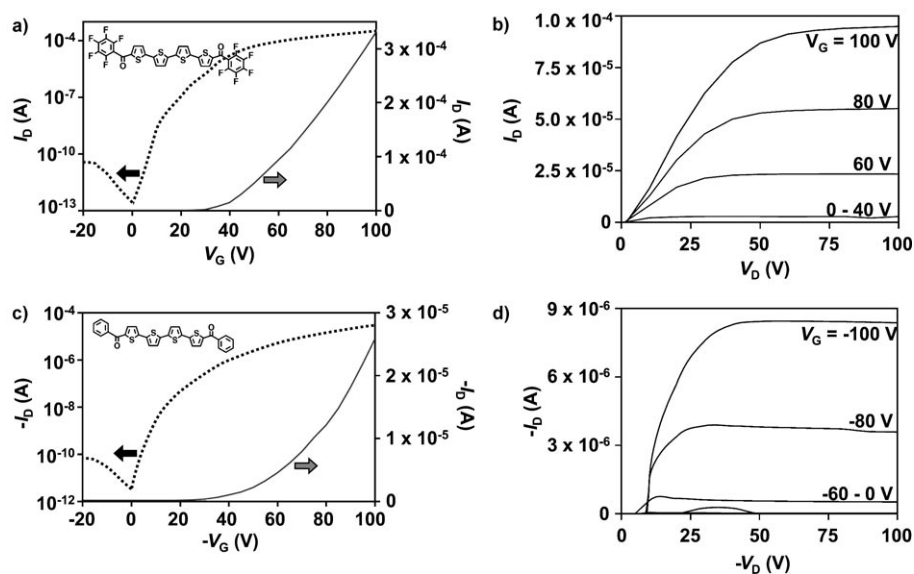 a)
I_D (A)
10⁻⁴
10⁻⁷
10⁻¹⁰
10⁻¹³
F F F F F O S S S S O F F F F F
-20 0 20 40 60 80 100
V_G (V)
3 x 10⁻⁴
2 x 10⁻⁴
1 x 10⁻⁴
0
I_D (A)
b)
I_D (A)
1.0 x 10⁻⁴
7.5 x 10⁻⁵
5.0 x 10⁻⁵
2.5 x 10⁻⁵
0
V_G = 100 V
80 V
60 V
0 - 40 V
0 25 50 75 100
V_D (V)
c)
-I_D (A)
10⁻⁴
10⁻⁶
10⁻⁸
10⁻¹⁰
10⁻¹²
O S S S S O
-20 0 20 40 60 80 100
-V_G (V)
3 x 10⁻⁵
2 x 10⁻⁵
1 x 10⁻⁵
0
-I_D (A)
d)
-I_D (A)
9 x 10⁻⁶
6 x 10⁻⁶
3 x 10⁻⁶
0
V_G = -100 V
-80 V
-60 - 0 V
0 25 50 75 100
-V_D (V)